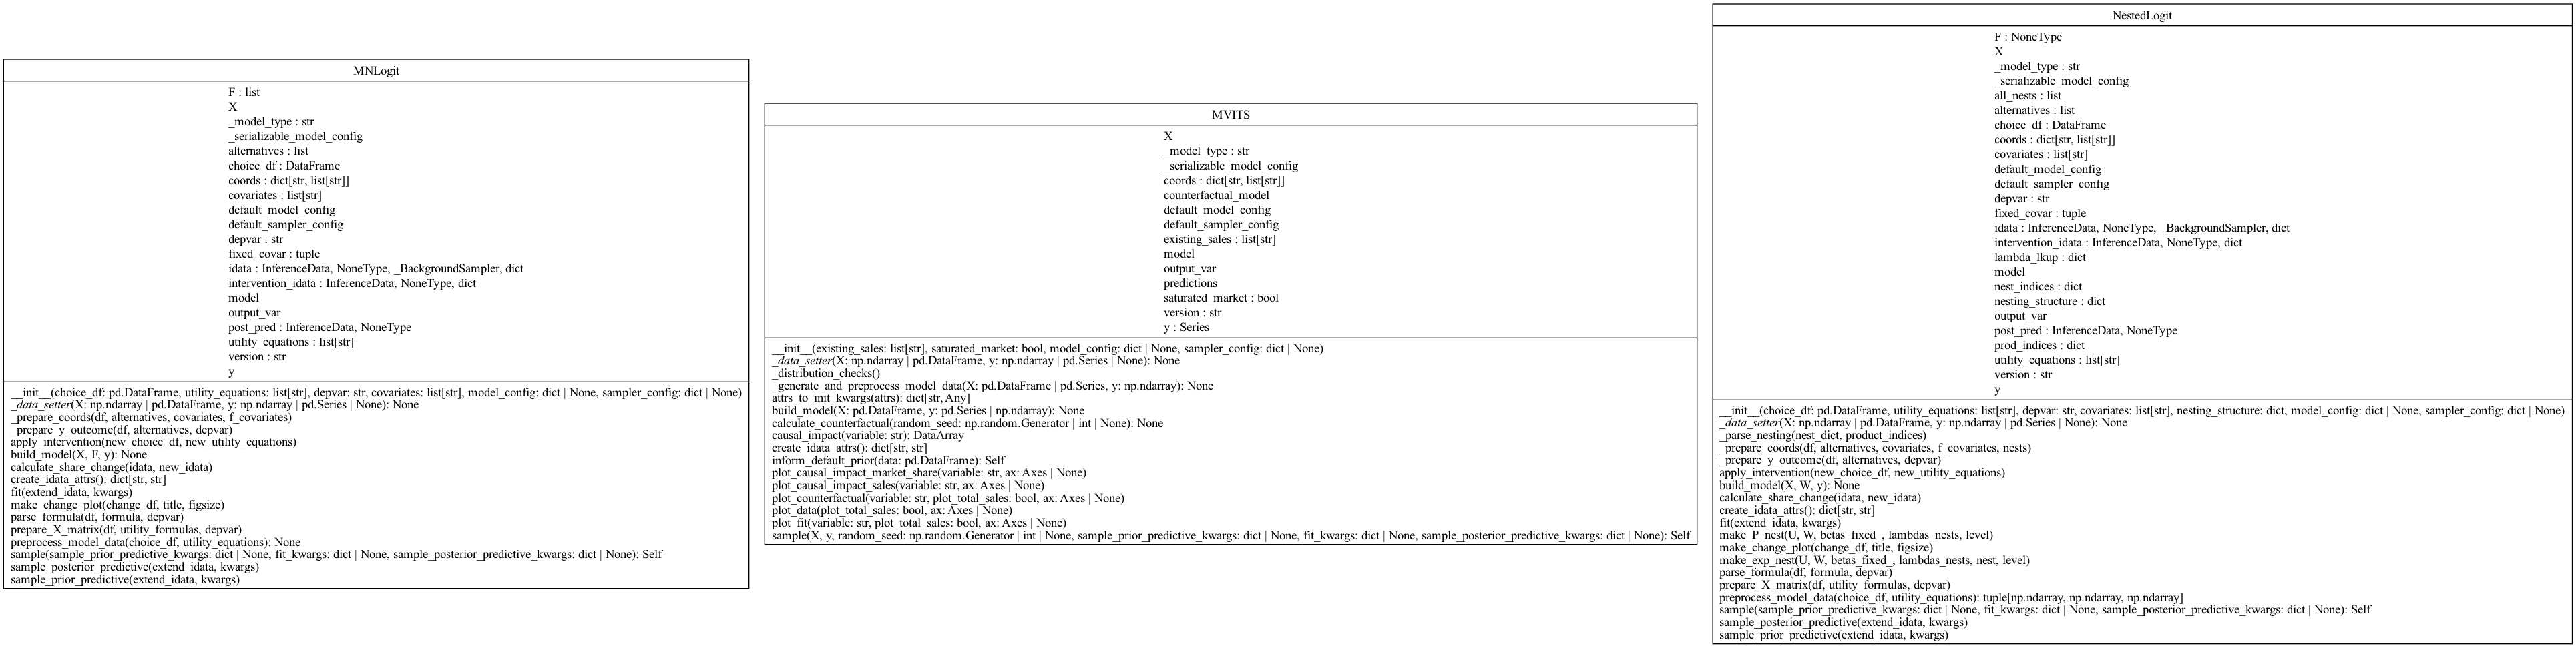 MNLogit
F : list
X
_model_type : str
_serializable_model_config
alternatives : list
choice_df : DataFrame
coords : dict[str, list[str]]
covariates : list[str]
default_model_config
default_sampler_config
depvar : str
fixed_covar : tuple
idata : InferenceData, NoneType, _BackgroundSampler, dict
intervention_idata : InferenceData, NoneType, dict
model
output_var
post_pred : InferenceData, NoneType
utility_equations : list[str]
version : str
y
__init__(choice_df: pd.DataFrame, utility_equations: list[str], depvar: str, covariates: list[str], model_config: dict | None, sampler_config: dict | None)
_data_setter(X: np.ndarray | pd.DataFrame, y: np.ndarray | pd.Series | None): None
_prepare_coords(df, alternatives, covariates, f_covariates)
_prepare_y_outcome(df, alternatives, depvar)
apply_intervention(new_choice_df, new_utility_equations)
build_model(X, F, y): None
calculate_share_change(idata, new_idata)
create_idata_attrs(): dict[str, str]
fit(extend_idata, kwargs)
make_change_plot(change_df, title, figsize)
parse_formula(df, formula, depvar)
prepare_X_matrix(df, utility_formulas, depvar)
preprocess_model_data(choice_df, utility_equations): None
sample(sample_prior_predictive_kwargs: dict | None, fit_kwargs: dict | None, sample_posterior_predictive_kwargs: dict | None): Self
sample_posterior_predictive(extend_idata, kwargs)
sample_prior_predictive(extend_idata, kwargs)
MVITS
X
_model_type : str
_serializable_model_config
coords : dict[str, list[str]]
counterfactual_model
default_model_config
default_sampler_config
existing_sales : list[str]
model
output_var
predictions
saturated_market : bool
version : str
y : Series
__init__(existing_sales: list[str], saturated_market: bool, model_config: dict | None, sampler_config: dict | None)
_data_setter(X: np.ndarray | pd.DataFrame, y: np.ndarray | pd.Series | None): None
_distribution_checks()
_generate_and_preprocess_model_data(X: pd.DataFrame | pd.Series, y: np.ndarray): None
attrs_to_init_kwargs(attrs): dict[str, Any]
build_model(X: pd.DataFrame, y: pd.Series | np.ndarray): None
calculate_counterfactual(random_seed: np.random.Generator | int | None): None
causal_impact(variable: str): DataArray
create_idata_attrs(): dict[str, str]
inform_default_prior(data: pd.DataFrame): Self
plot_causal_impact_market_share(variable: str, ax: Axes | None)
plot_causal_impact_sales(variable: str, ax: Axes | None)
plot_counterfactual(variable: str, plot_total_sales: bool, ax: Axes | None)
plot_data(plot_total_sales: bool, ax: Axes | None)
plot_fit(variable: str, plot_total_sales: bool, ax: Axes | None)
sample(X, y, random_seed: np.random.Generator | int | None, sample_prior_predictive_kwargs: dict | None, fit_kwargs: dict | None, sample_posterior_predictive_kwargs: dict | None): Self
NestedLogit
F : NoneType
X
_model_type : str
_serializable_model_config
all_nests : list
alternatives : list
choice_df : DataFrame
coords : dict[str, list[str]]
covariates : list[str]
default_model_config
default_sampler_config
depvar : str
fixed_covar : tuple
idata : InferenceData, NoneType, _BackgroundSampler, dict
intervention_idata : InferenceData, NoneType, dict
lambda_lkup : dict
model
nest_indices : dict
nesting_structure : dict
output_var
post_pred : InferenceData, NoneType
prod_indices : dict
utility_equations : list[str]
version : str
y
__init__(choice_df: pd.DataFrame, utility_equations: list[str], depvar: str, covariates: list[str], nesting_structure: dict, model_config: dict | None, sampler_config: dict | None)
_data_setter(X: np.ndarray | pd.DataFrame, y: np.ndarray | pd.Series | None): None
_parse_nesting(nest_dict, product_indices)
_prepare_coords(df, alternatives, covariates, f_covariates, nests)
_prepare_y_outcome(df, alternatives, depvar)
apply_intervention(new_choice_df, new_utility_equations)
build_model(X, W, y): None
calculate_share_change(idata, new_idata)
create_idata_attrs(): dict[str, str]
fit(extend_idata, kwargs)
make_P_nest(U, W, betas_fixed_, lambdas_nests, level)
make_change_plot(change_df, title, figsize)
make_exp_nest(U, W, betas_fixed_, lambdas_nests, nest, level)
parse_formula(df, formula, depvar)
prepare_X_matrix(df, utility_formulas, depvar)
preprocess_model_data(choice_df, utility_equations): tuple[np.ndarray, np.ndarray, np.ndarray]
sample(sample_prior_predictive_kwargs: dict | None, fit_kwargs: dict | None, sample_posterior_predictive_kwargs: dict | None): Self
sample_posterior_predictive(extend_idata, kwargs)
sample_prior_predictive(extend_idata, kwargs)